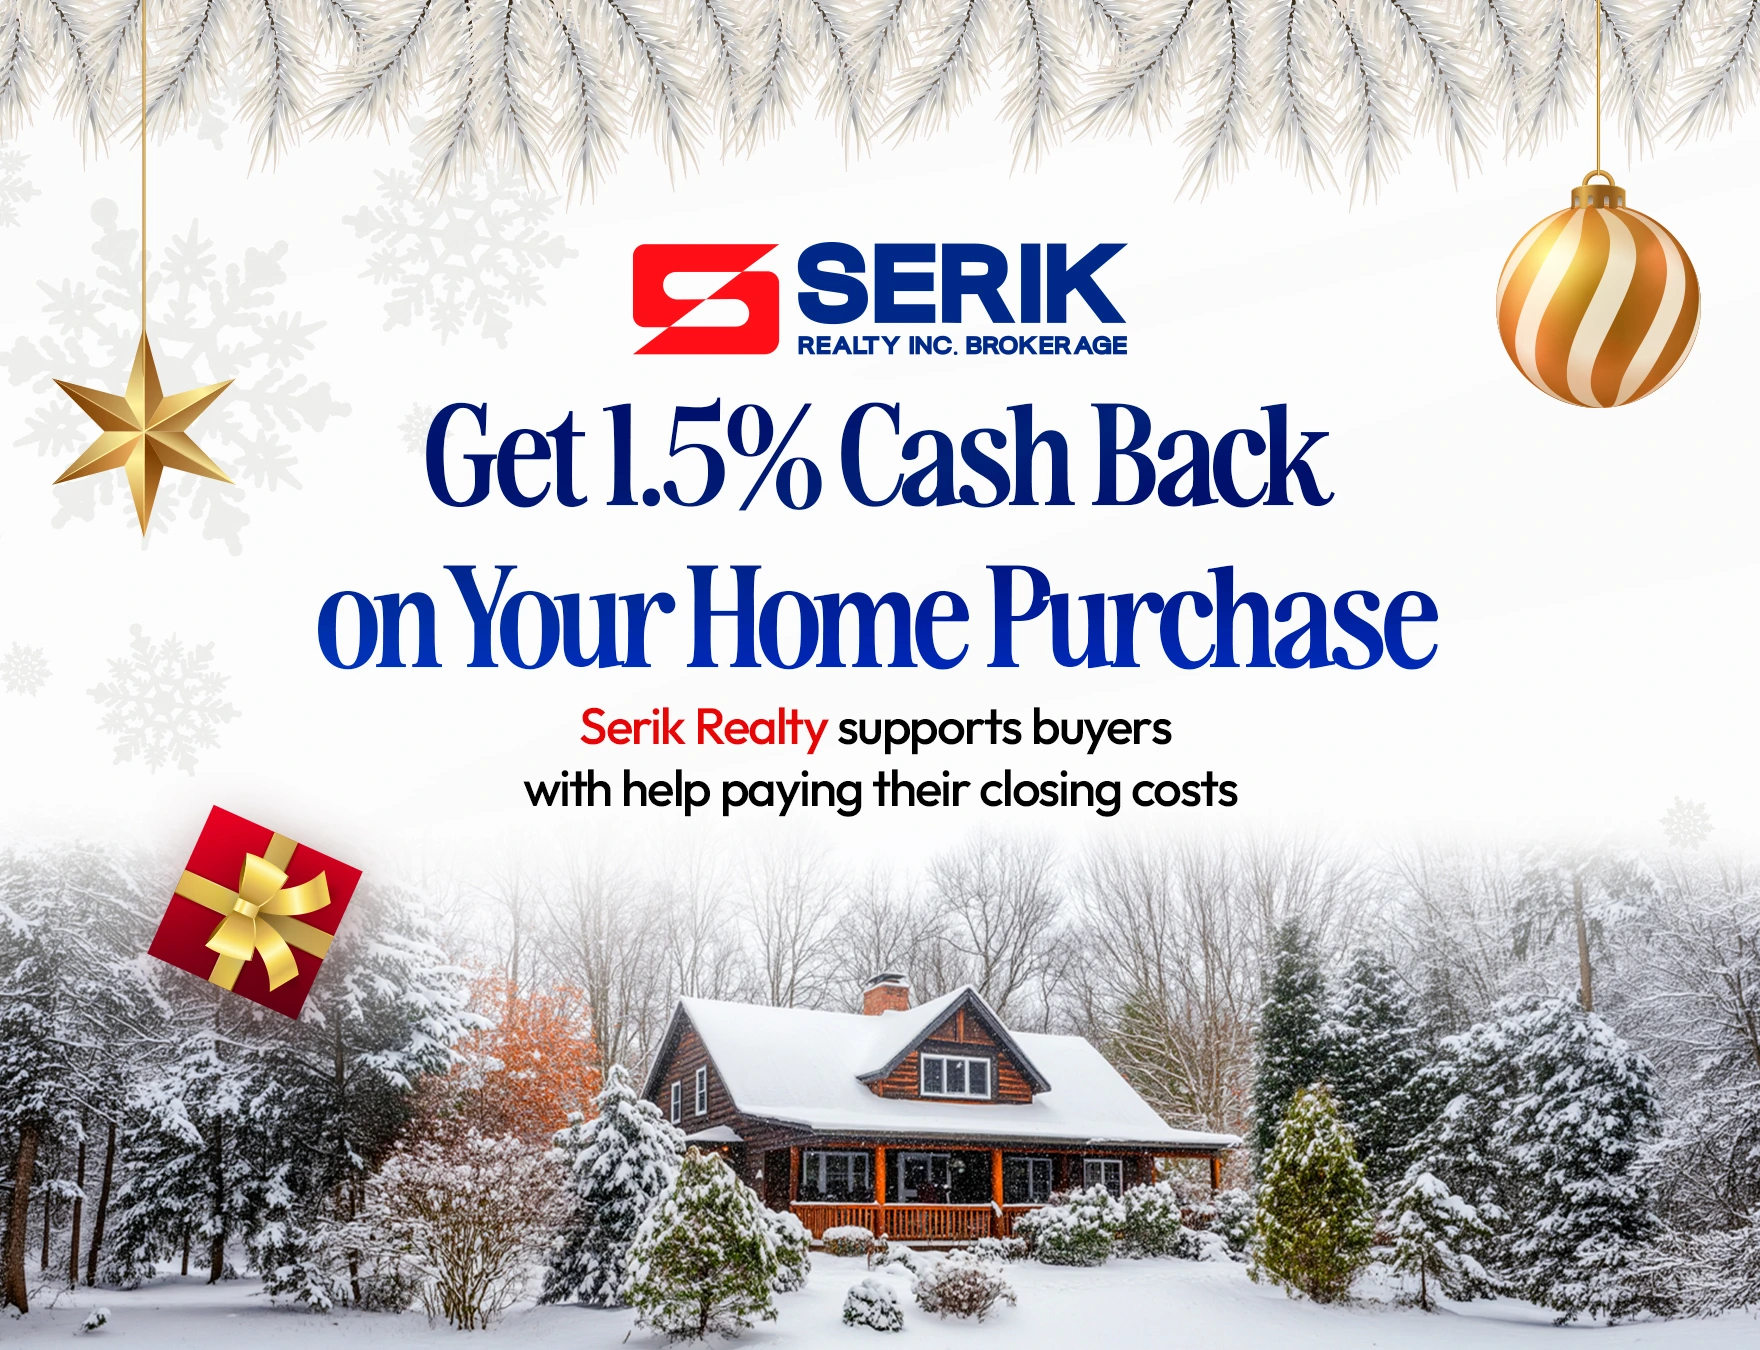 SERIK
REALTY INC. BROKERAGE
Get 1.5% Cash Back
on Your Home Purchase
Serik Realty supports buyers
with help paying their closing costs